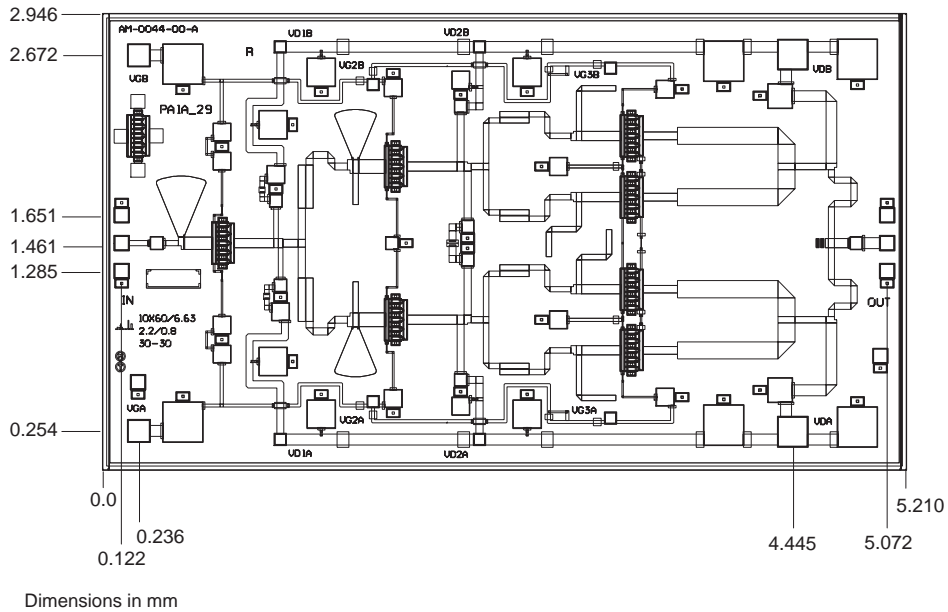 2.946
AM-0044-00-A
VD1B
VD2B
2.672
R
VG2B
VG3B
VDB
VGB
PA1A_29
1.651
1.461
1.285
IN
OUT
10X60/6.63
2.2/0.8
30-30
VGA
VG2A
VG3A
VDA
0.254
VD1A
VD2A
0.0
5.210
0.236
4.445
5.072
0.122
Dimensions in mm